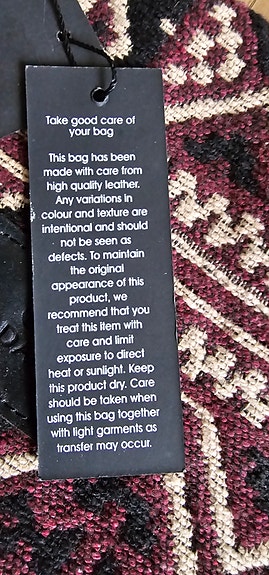 Take good care of
your bag
This bag has been
made with care from
high quality leather.
Any variations in
colour and texture are
intentional and should
not be seen as
defects. To maintain
the original
appearance of this
product, we
recommend that you
treat this item with
care and limit
exposure to direct
heat or sunlight. Keep
this product dry. Care
should be taken when
using this bag together
with light garments as
transfer may occur.